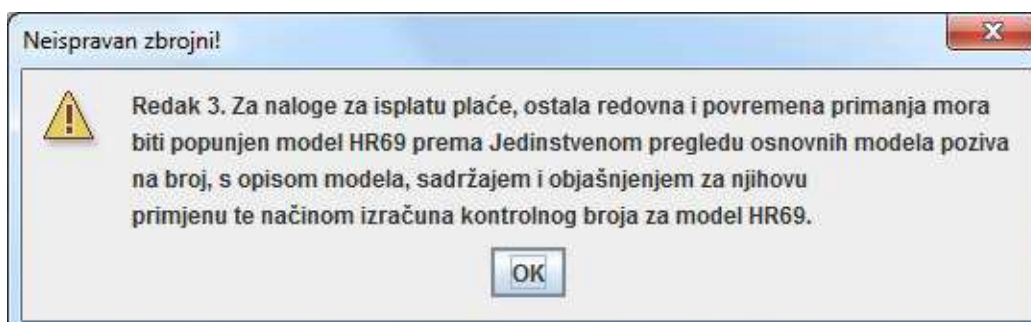 Neispravan zbrojni!
Redak 3. Za naloge za isplatu plaće, ostala redovna i povremena primanja mora
biti popunjen model HR69 prema Jedinstvenom pregledu osnovnih modela poziva
na broj, s opisom modela, sadržajem i objašnjenjem za njihovu
primjenu te načinom izračuna kontrolnog broja za model HR69.
OK